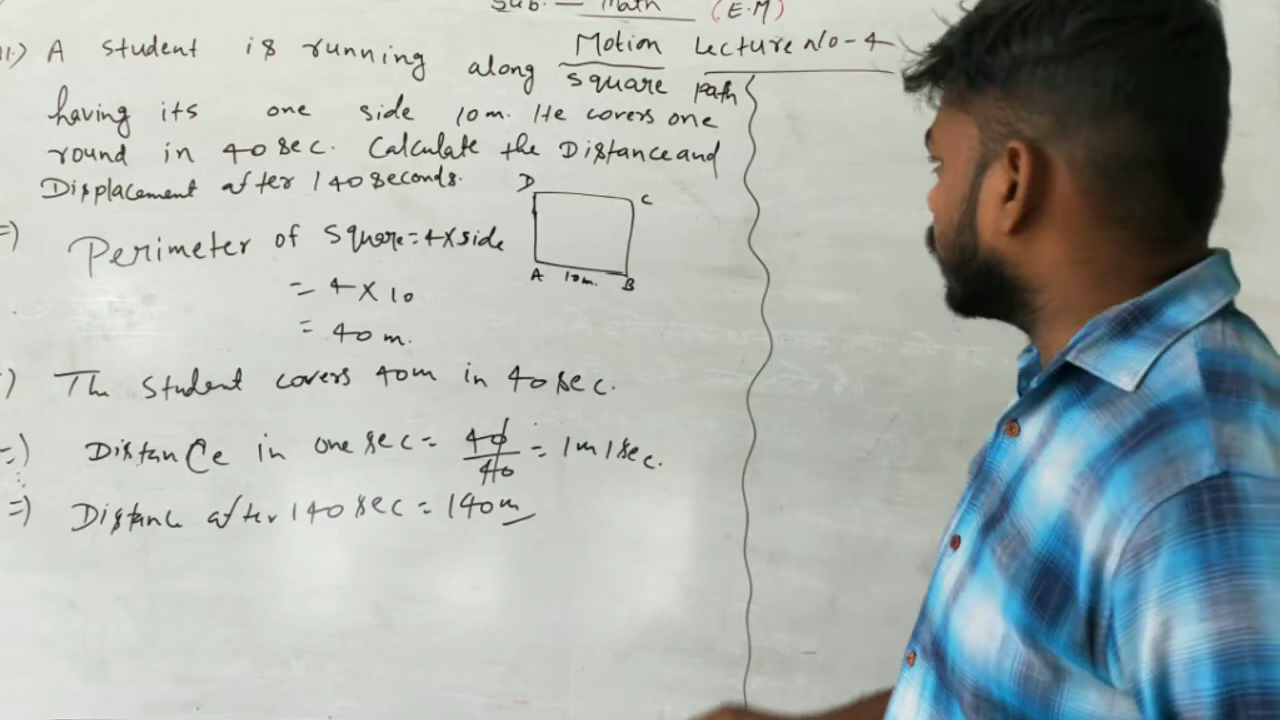 Sub. — Math (E.M)
Motion Lecture No-4
1.) A student is running along square path
having its one side 10m. He covers one
round in 40 sec. Calculate the Distance and
Displacement after 140 seconds.
D C
A 10m. B
=) Perimeter of Square = 4 x side
= 4 x 10
= 40 m.
) The Student covers 40m in 40 sec.
=) Distance in one sec = 40/40 = 1m/sec.
=) Distance after 140 sec = 140m